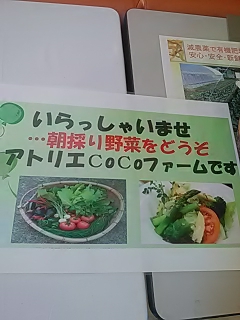 減農薬で有機肥
安心・安全・新鮮
いらっしゃいませ
…朝採り野菜をどうぞ
アトリエCoCoファームです